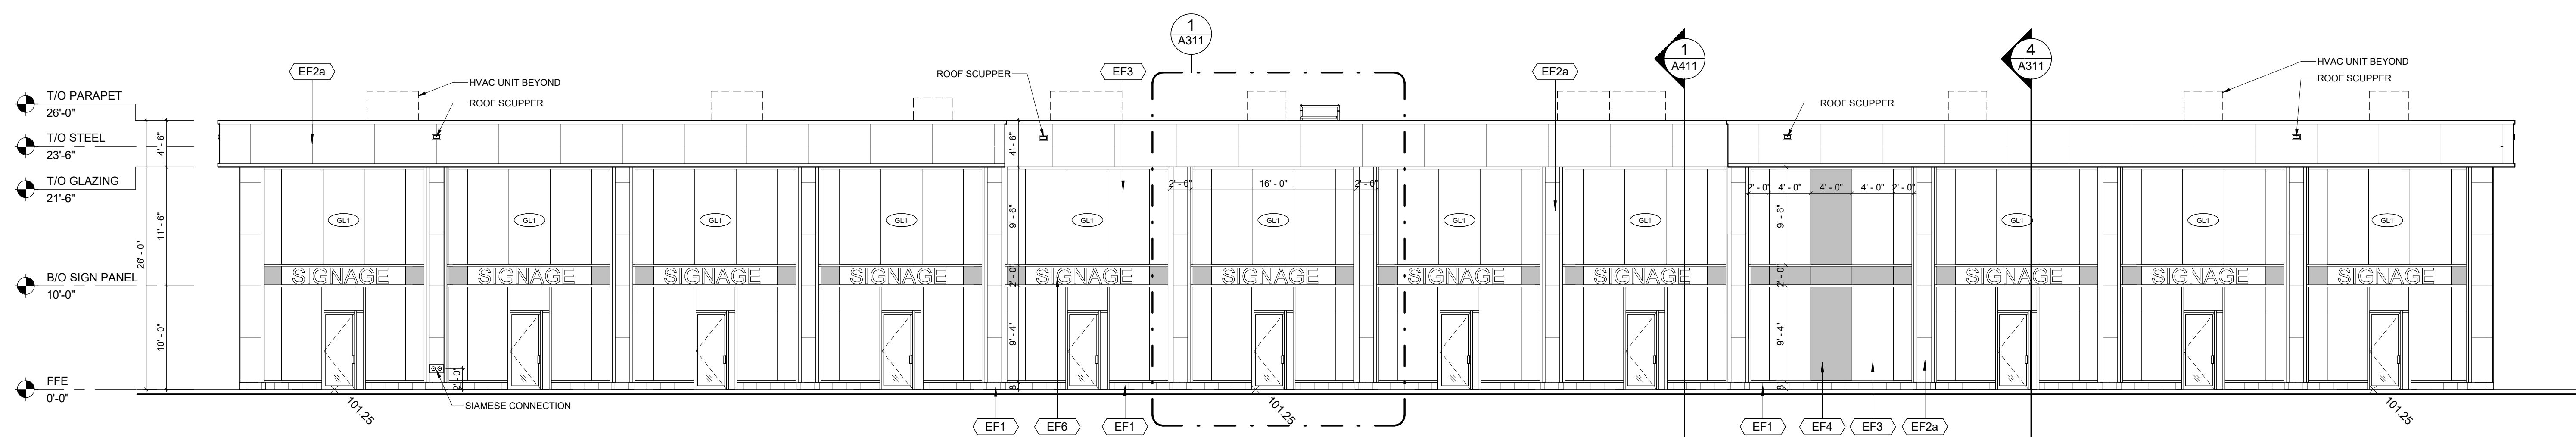 1
A311
EF2a
HVAC UNIT BEYOND
ROOF SCUPPER
ROOF SCUPPER
EF3
EF2a
1
A411
4
A311
HVAC UNIT BEYOND
ROOF SCUPPER
ROOF SCUPPER
T/O PARAPET
26'-0"
T/O STEEL
23'-6"
T/O GLAZING
21'-6"
B/O SIGN PANEL
10'-0"
FFE
0'-0"
26' - 0"
4' - 6"
11' - 6"
10' - 0"
4' - 6"
9' - 6"
2' - 0"
9' - 4"
8"
2' - 0"
16' - 0"
2' - 0"
2' - 0"
4' - 0"
4' - 0"
4' - 0"
2' - 0"
9' - 6"
2' - 0"
9' - 4"
8"
GL1
GL1
GL1
GL1
GL1
GL1
GL1
GL1
GL1
GL1
GL1
SIGNAGE
SIGNAGE
SIGNAGE
SIGNAGE
SIGNAGE
SIGNAGE
SIGNAGE
SIGNAGE
SIGNAGE
SIGNAGE
SIGNAGE
2' - 0"
SIAMESE CONNECTION
101.25
101.25
101.25
EF1
EF6
EF1
EF1
EF4
EF3
EF2a